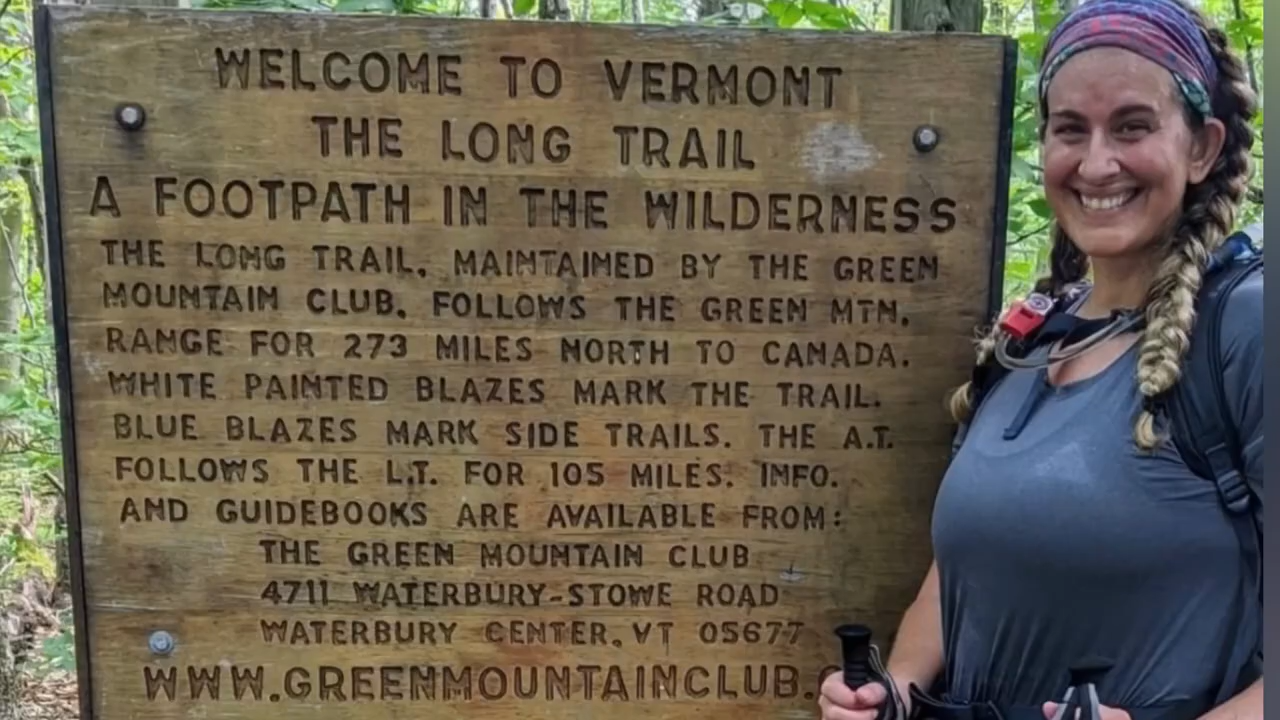 WELCOME TO VERMONT
THE LONG TRAIL
A FOOTPATH IN THE WILDERNESS
THE LONG TRAIL, MAINTAINED BY THE GREEN
MOUNTAIN CLUB, FOLLOWS THE GREEN MTN.
RANGE FOR 273 MILES NORTH TO CANADA.
WHITE PAINTED BLAZES MARK THE TRAIL.
BLUE BLAZES MARK SIDE TRAILS. THE A.T.
FOLLOWS THE L.T. FOR 105 MILES. INFO.
AND GUIDEBOOKS ARE AVAILABLE FROM:
THE GREEN MOUNTAIN CLUB
4711 WATERBURY-STOWE ROAD
WATERBURY CENTER, VT 05677
WWW.GREENMOUNTAINCLUB.